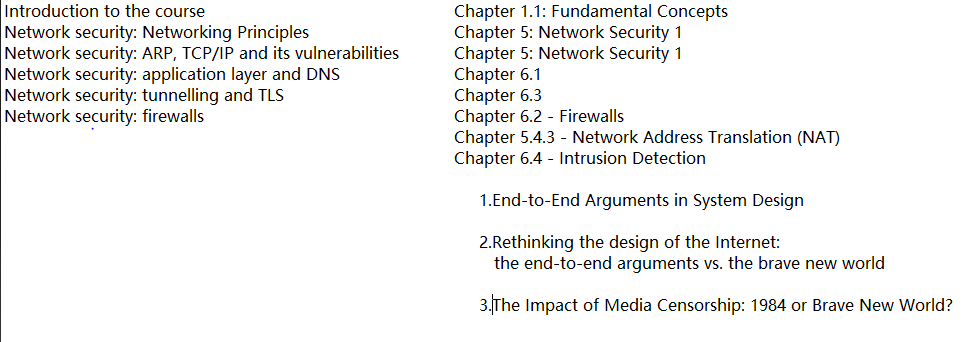 Introduction to the course
Network security: Networking Principles
Network security: ARP, TCP/IP and its vulnerabilities
Network security: application layer and DNS
Network security: tunnelling and TLS
Network security: firewalls
Chapter 1.1: Fundamental Concepts
Chapter 5: Network Security 1
Chapter 5: Network Security 1
Chapter 6.1
Chapter 6.3
Chapter 6.2 - Firewalls
Chapter 5.4.3 - Network Address Translation (NAT)
Chapter 6.4 - Intrusion Detection
1.End-to-End Arguments in System Design
2.Rethinking the design of the Internet:
the end-to-end arguments vs. the brave new world
3.The Impact of Media Censorship: 1984 or Brave New World?